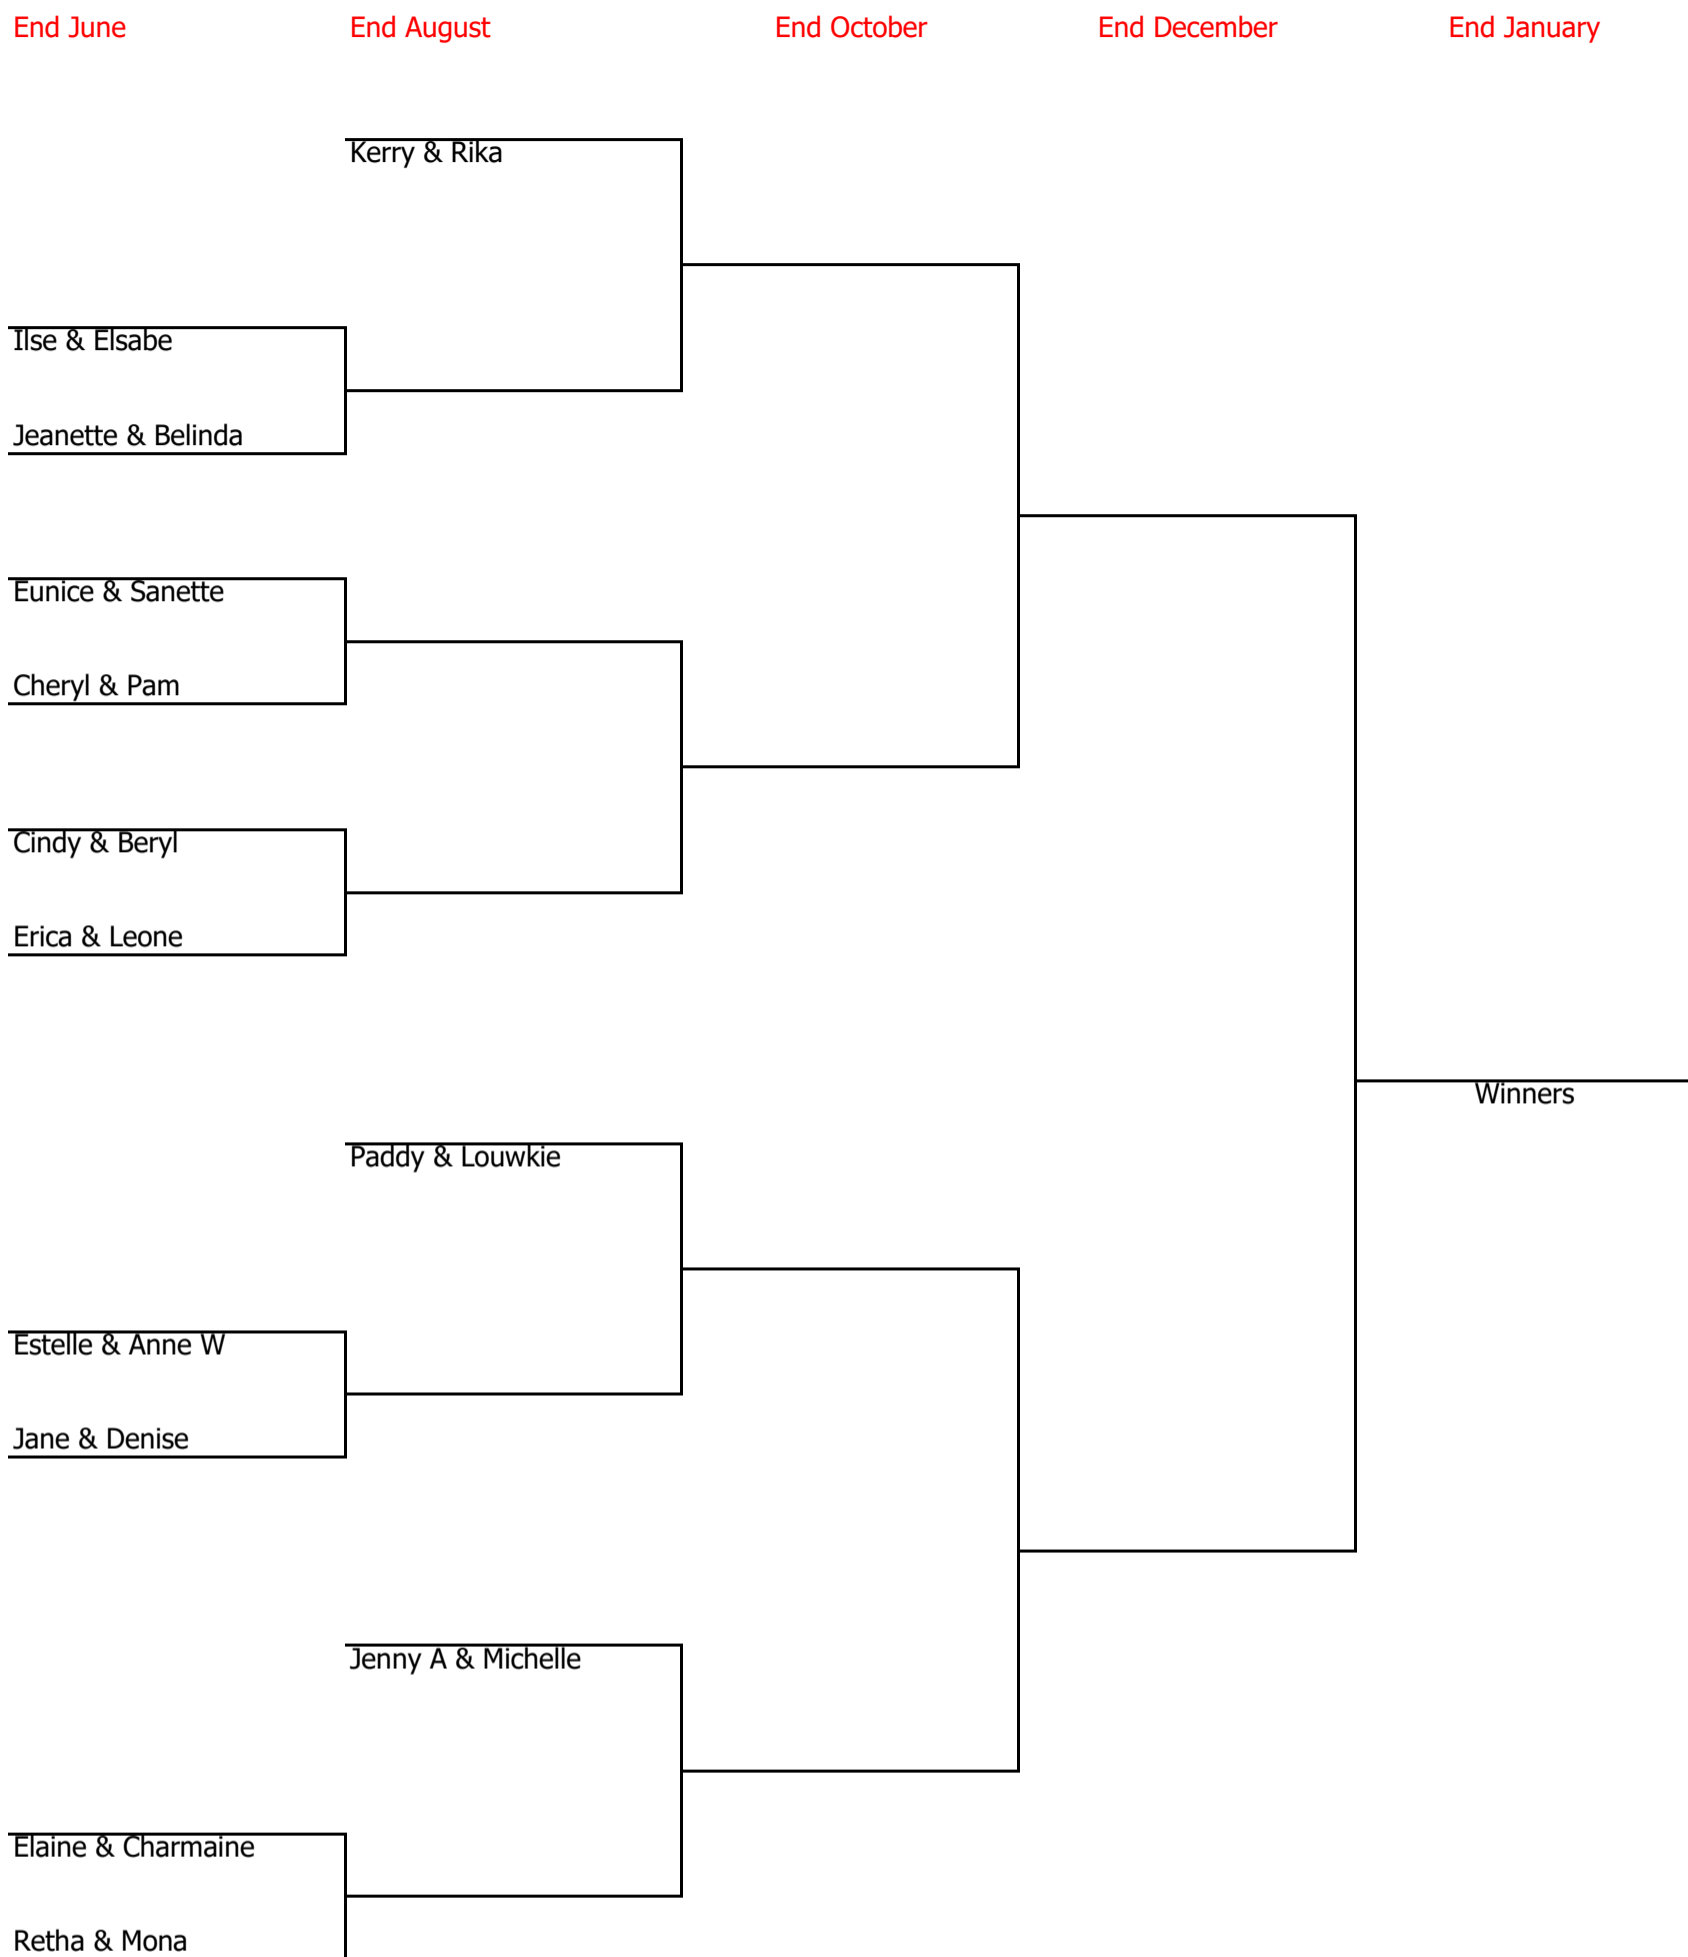 End June End August End October End December End January
Kerry & Rika
Ilse & Elsabe
Jeanette & Belinda
Eunice & Sanette
Cheryl & Pam
Cindy & Beryl
Erica & Leone
Winners
Paddy & Louwkie
Estelle & Anne W
Jane & Denise
Jenny A & Michelle
Elaine & Charmaine
Retha & Mona